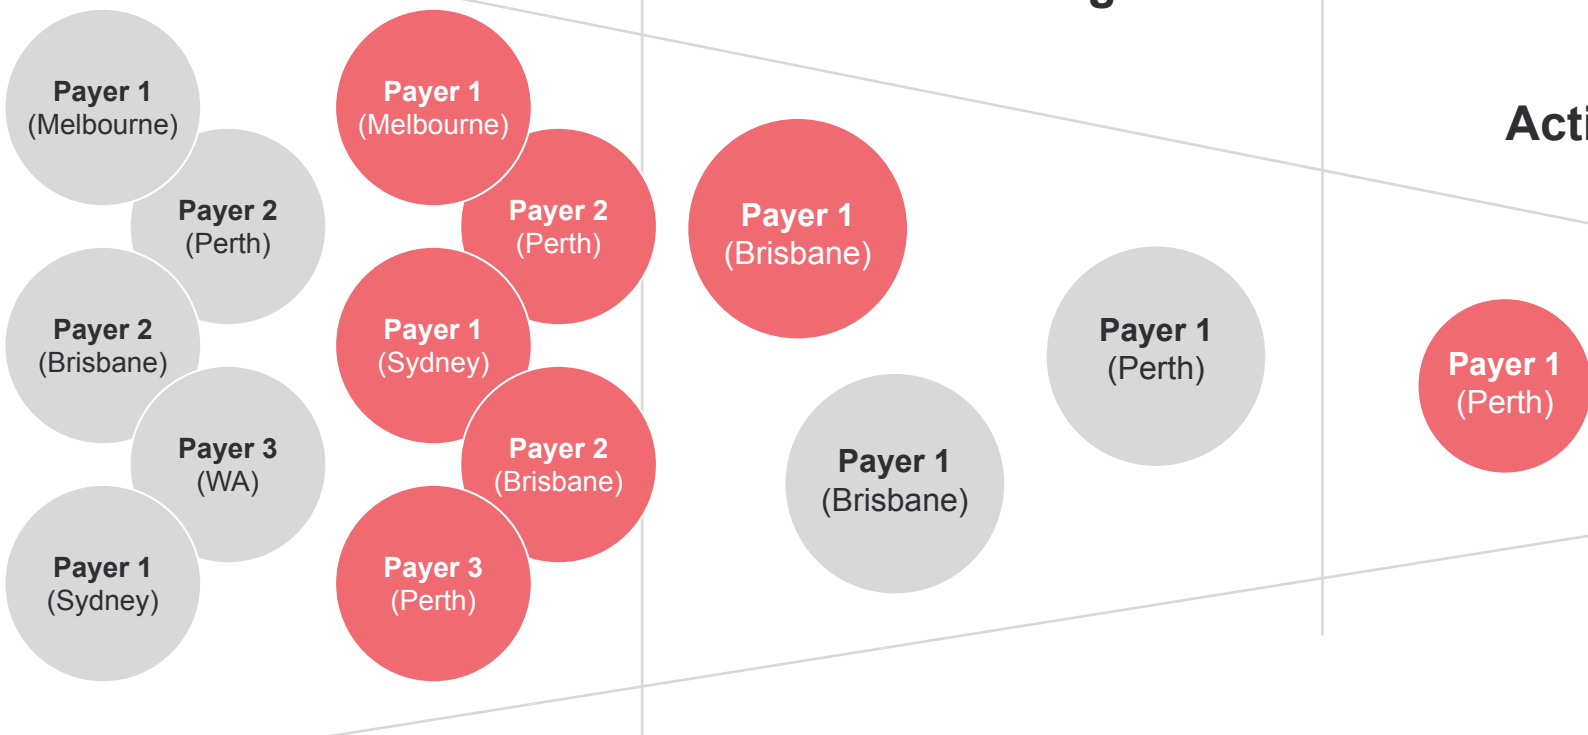 Payer 1
(Melbourne)
Payer 2
(Perth)
Payer 2
(Brisbane)
Payer 3
(WA)
Payer 1
(Sydney)
Payer 1
(Melbourne)
Payer 2
(Perth)
Payer 1
(Sydney)
Payer 2
(Brisbane)
Payer 3
(Perth)
Payer 1
(Brisbane)
Payer 1
(Brisbane)
Payer 1
(Perth)
Payer 1
(Perth)